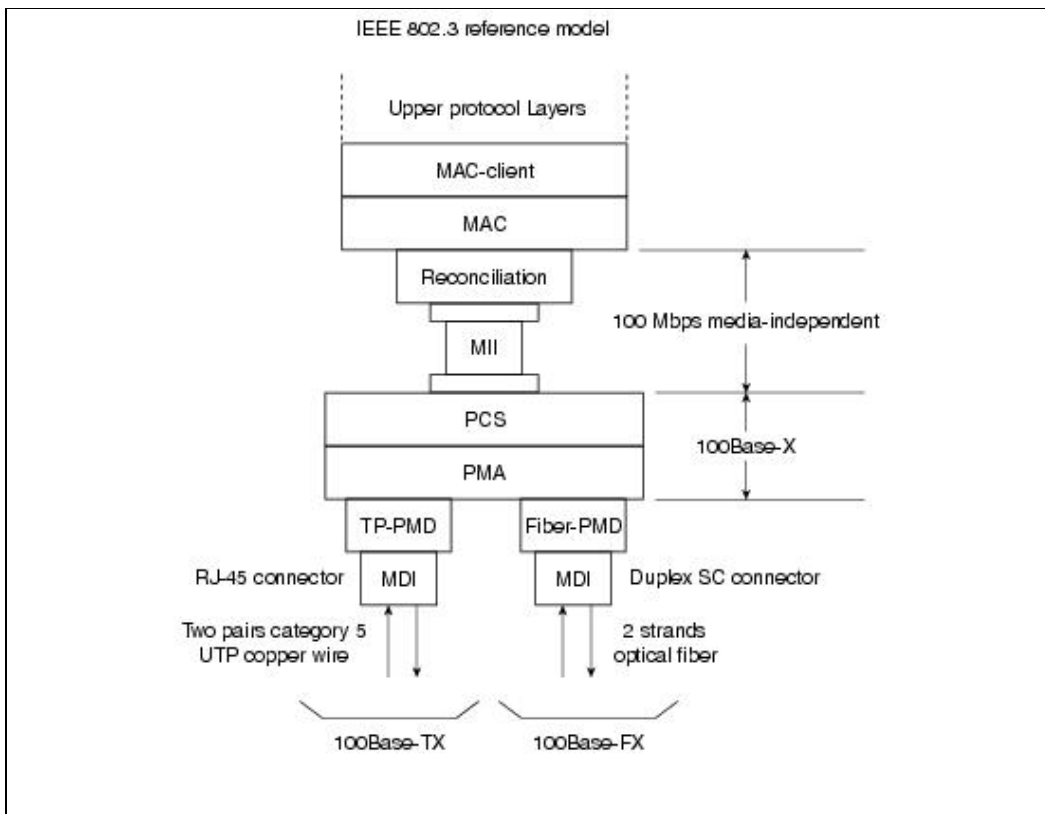 IEEE 802.3 reference model
Upper protocol Layers
MAC-client
MAC
Reconciliation
100 Mbps media-independent
MII
PCS
100Base-X
PMA
TP-PMD
Fiber-PMD
RJ-45 connector
MDI
MDI
Duplex SC connector
Two pairs category 5
UTP copper wire
2 strands
optical fiber
100Base-TX
100Base-FX